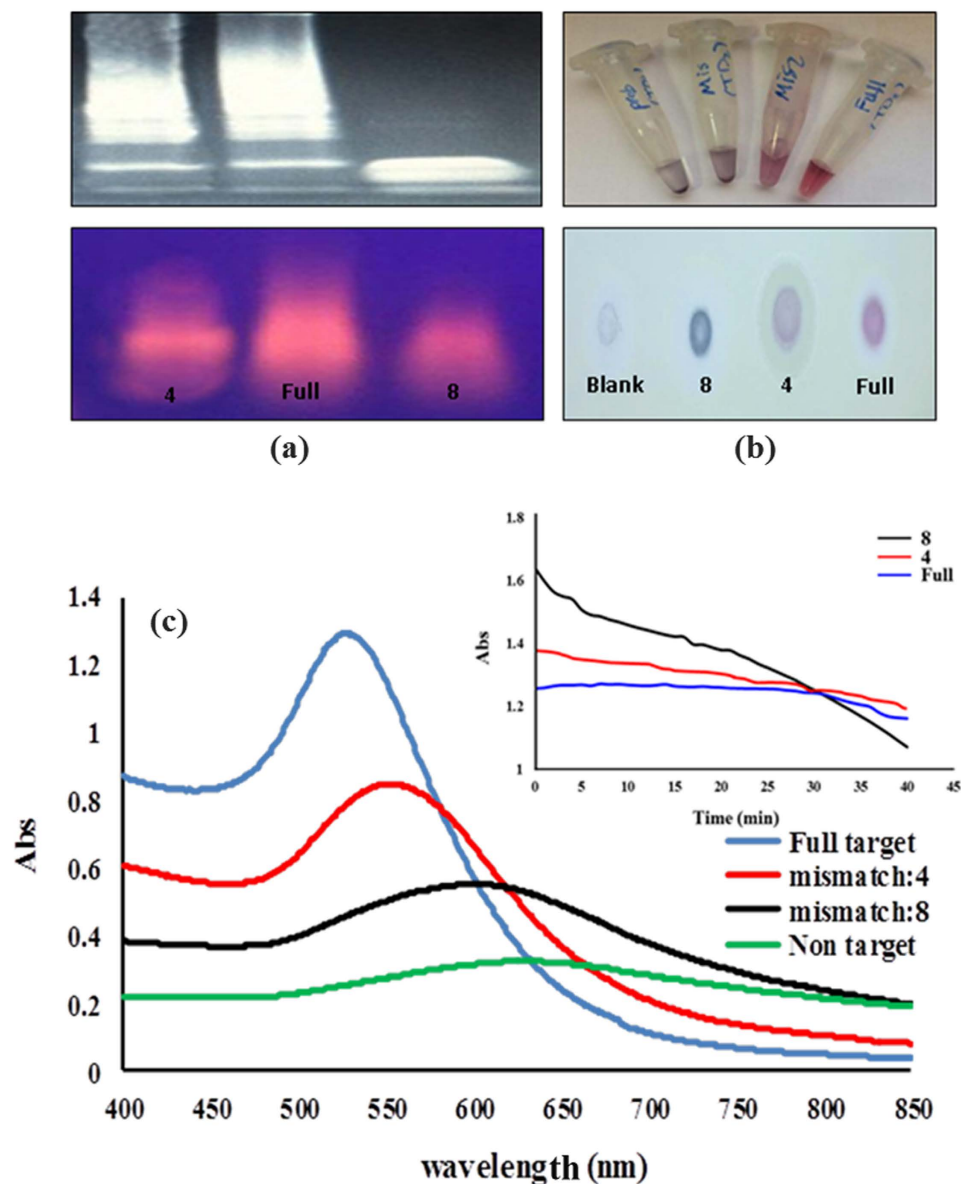 Mis
Mis2
Full
4 Full 8
Blank 8 4 Full
(a) (b)
(c)
Abs
1.4
1.2
1
0.8
0.6
0.4
0.2
0
400 450 500 550 600 650 700 750 800 850
wavelength (nm)
Abs
1.8
1.6
1.4
1.2
1
0 5 10 15 20 25 30 35 40 45
Time (min)
8
4
Full
Full target
mismatch:4
mismatch:8
Non target